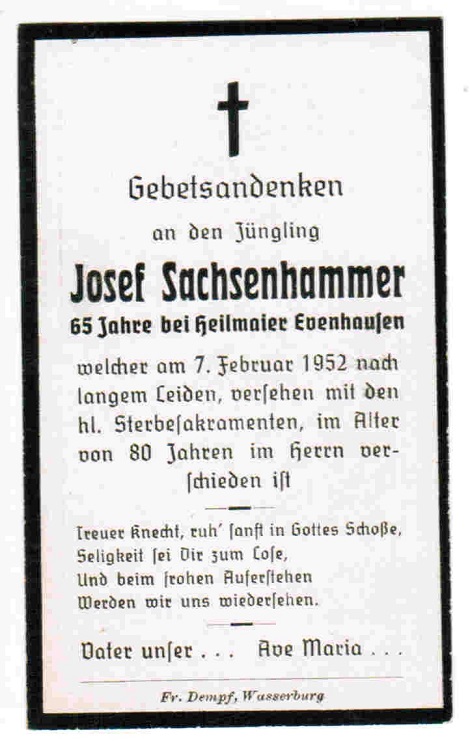 Gebetsandenken
an den Jüngling
Josef Sachsenhammer
65 Jahre bei Heilmaier Evenhausen
welcher am 7. Februar 1952 nach
langem Leiden, versehen mit den
hl. Sterbesakramenten, im Alter
von 80 Jahren im Herrn ver-
schieden ist
Treuer Knecht, ruh' sanft in Gottes Schoße,
Seligkeit sei Dir zum Lose,
Und beim frohen Auferstehen
Werden wir uns wiedersehen.
Vater unser . . . Ave Maria . . .
Fr. Dempf, Wasserburg